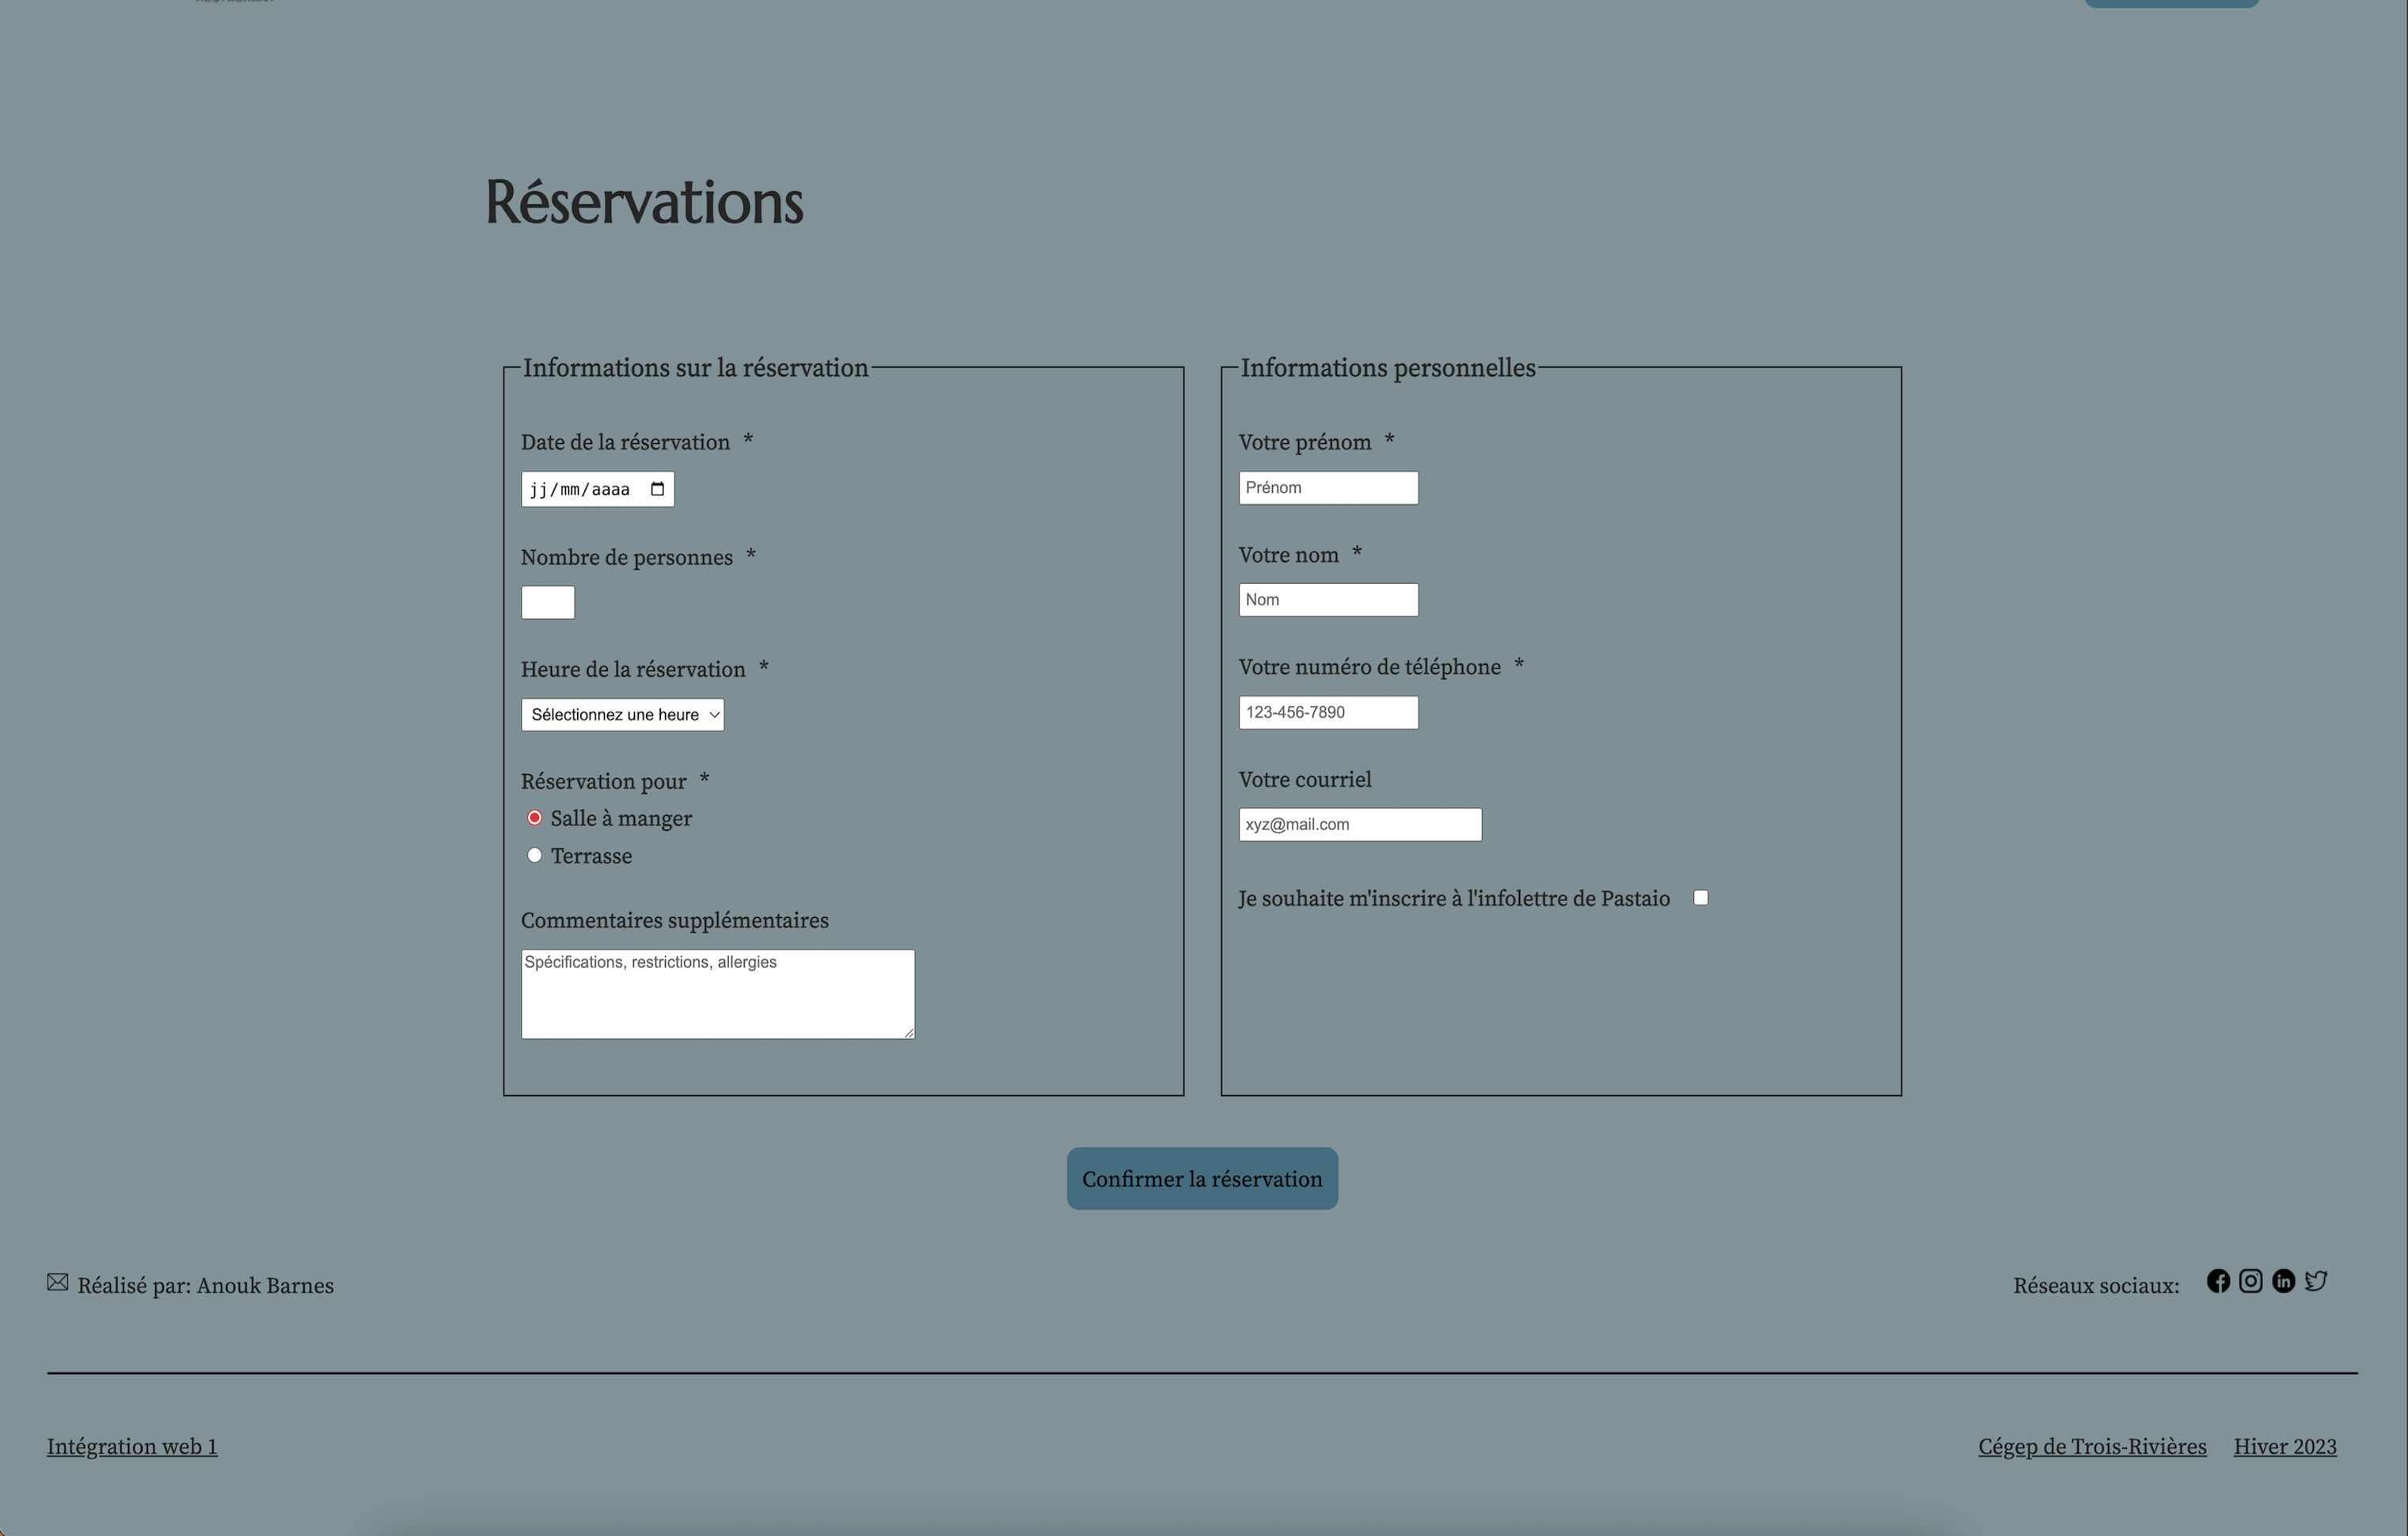 Réservations
Informations sur la réservation
Date de la réservation *
jj/mm/aaaa
Nombre de personnes *
Heure de la réservation *
Sélectionnez une heure
Réservation pour *
Salle à manger
Terrasse
Commentaires supplémentaires
Spécifications, restrictions, allergies
Informations personnelles
Votre prénom *
Prénom
Votre nom *
Nom
Votre numéro de téléphone *
123-456-7890
Votre courriel
xyz@mail.com
Je souhaite m'inscrire à l'infolettre de Pastaio
Confirmer la réservation
Réalisé par: Anouk Barnes
Réseaux sociaux:
Intégration web 1
Cégep de Trois-Rivières Hiver 2023